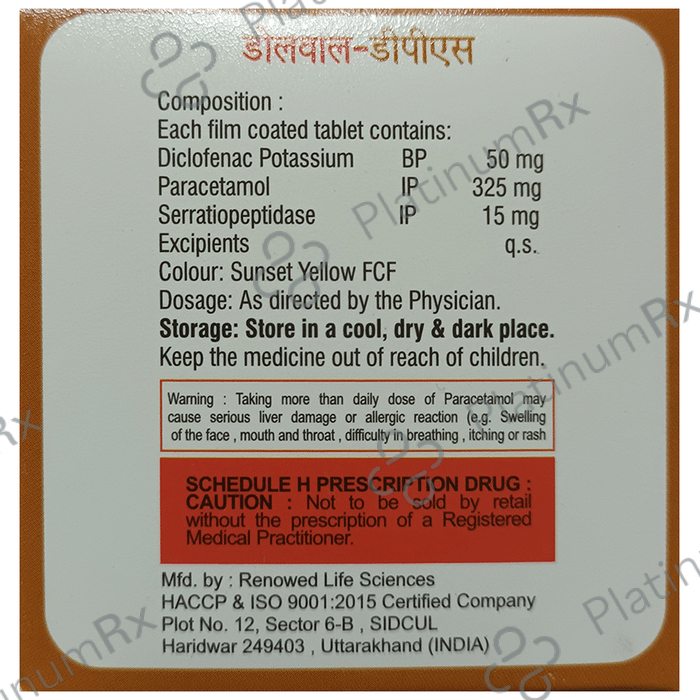 डालवाल-डीपीएस
Composition :
Each film coated tablet contains:
Diclofenac Potassium BP 50 mg
Paracetamol IP 325 mg
Serratiopeptidase IP 15 mg
Excipients q.s.
Colour: Sunset Yellow FCF
Dosage: As directed by the Physician.
Storage: Store in a cool, dry & dark place.
Keep the medicine out of reach of children.
Warning : Taking more than daily dose of Paracetamol may
cause serious liver damage or allergic reaction (e.g. Swelling
of the face , mouth and throat , difficulty in breathing , itching or rash
SCHEDULE H PRESCRIPTION DRUG :
CAUTION : Not to be sold by retail
without the prescription of a Registered
Medical Practitioner.
Mfd. by : Renowed Life Sciences
HACCP & ISO 9001:2015 Certified Company
Plot No. 12, Sector 6-B , SIDCUL
Haridwar 249403 , Uttarakhand (INDIA)
PlatinumRx
PlatinumRx
PlatinumRx
PlatinumRx